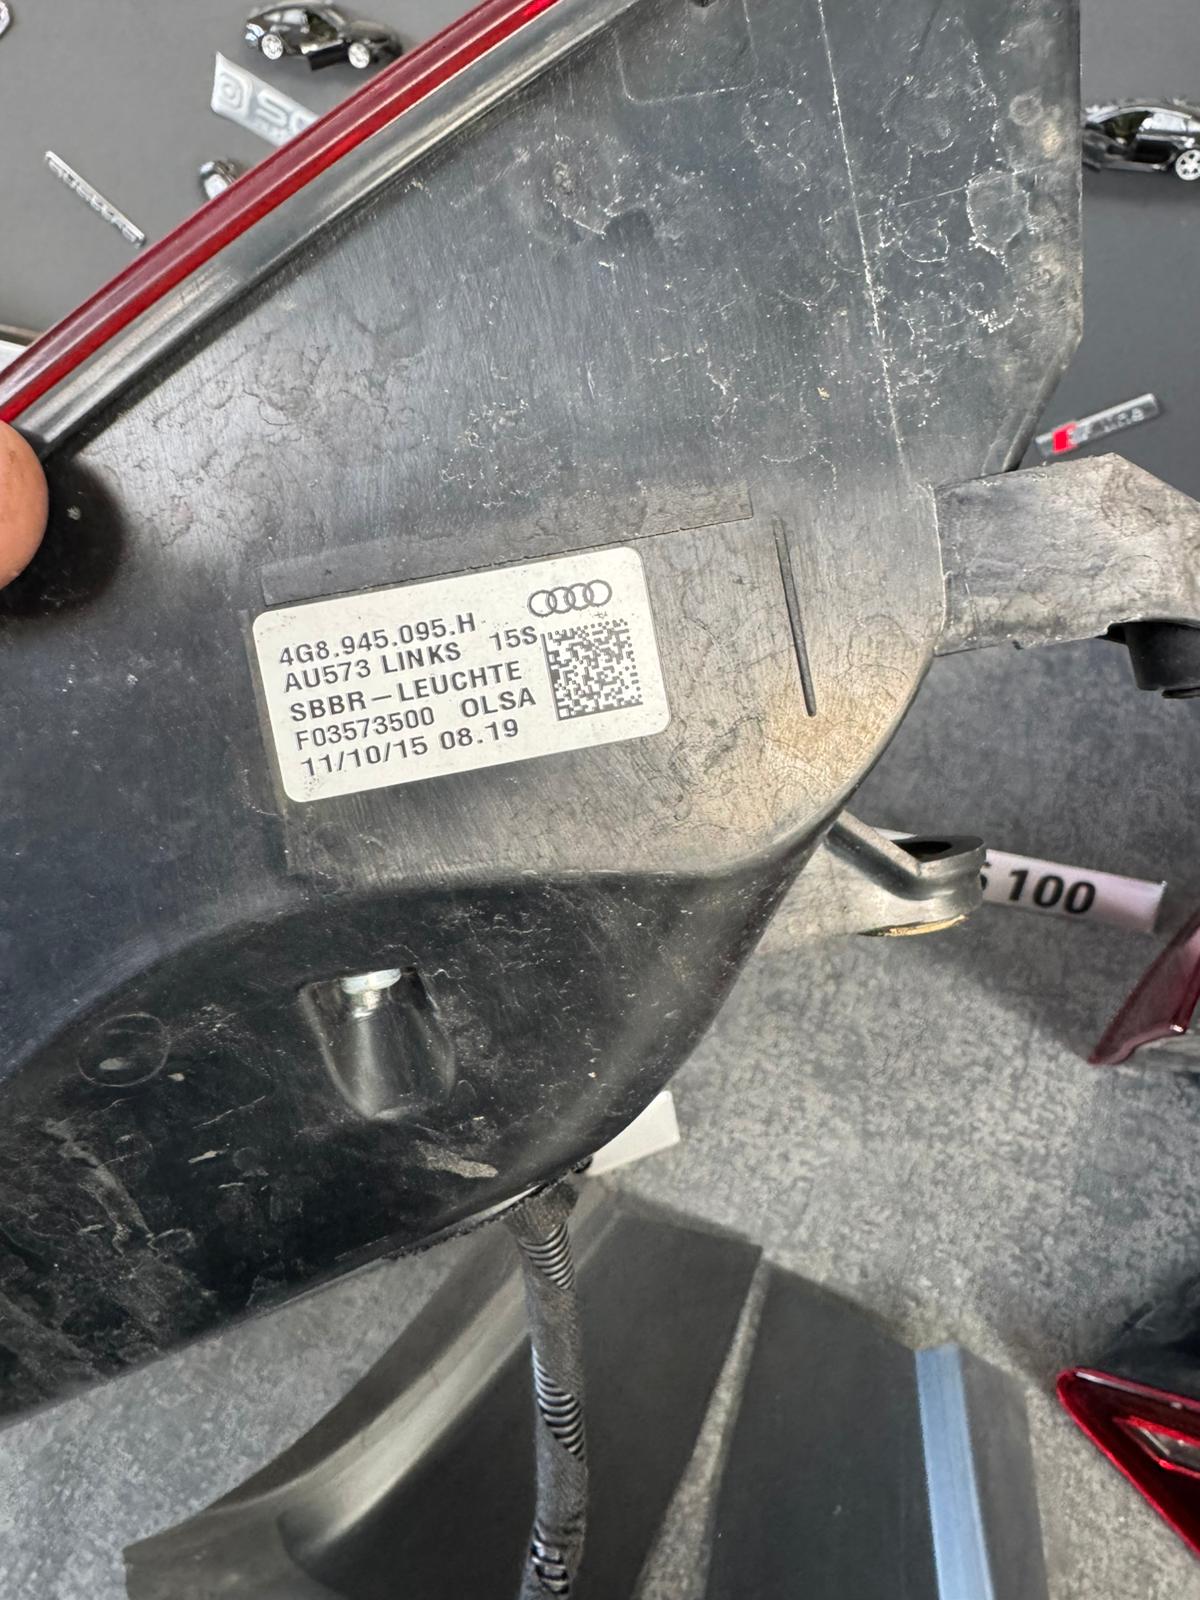 4G8.945.095.H
AU573 LINKS 15S
SBBR-LEUCHTE
F03573500 OLSA
11/10/15 08.19
100